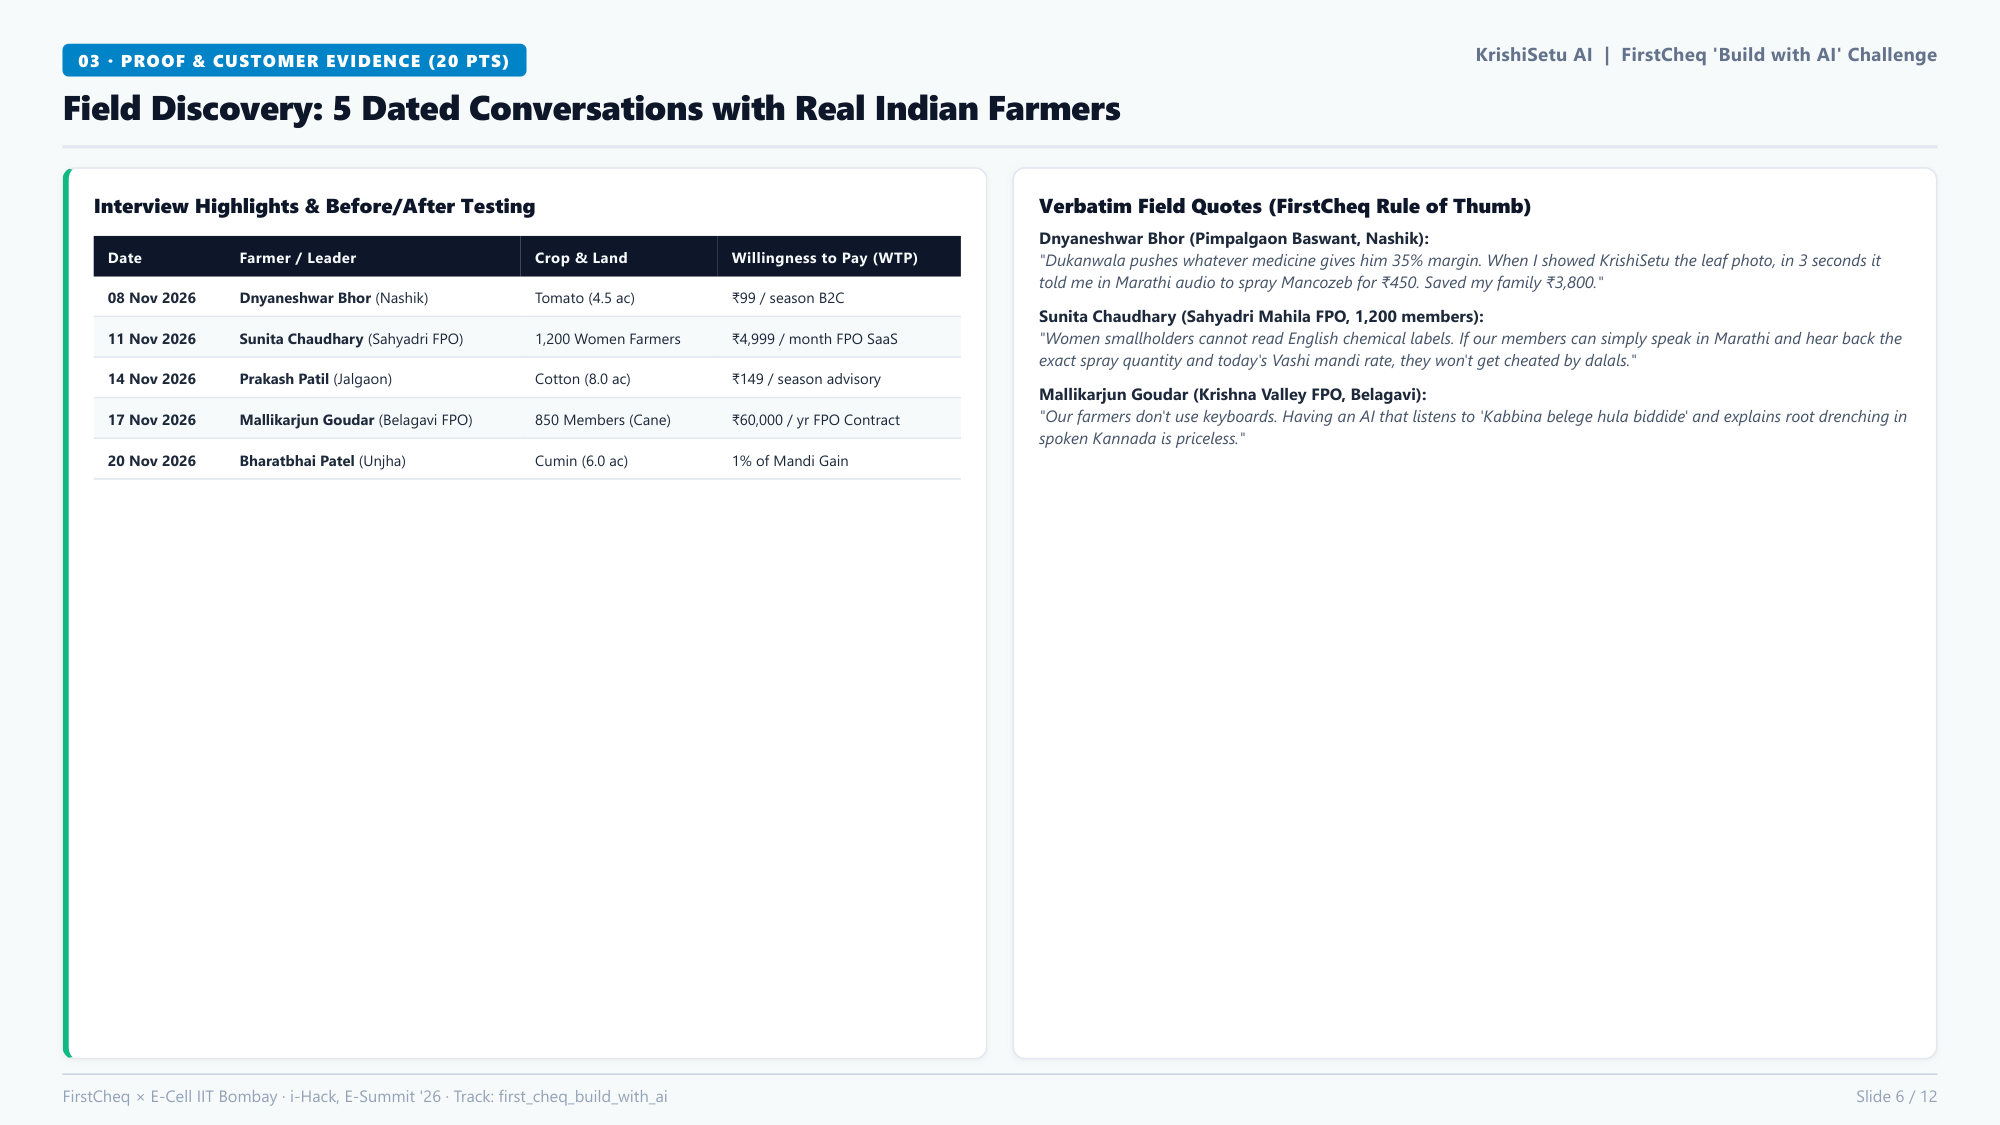 03 · PROOF & CUSTOMER EVIDENCE (20 PTS)
KrishiSetu AI | FirstCheq 'Build with AI' Challenge
Field Discovery: 5 Dated Conversations with Real Indian Farmers
Interview Highlights & Before/After Testing
Date Farmer / Leader Crop & Land Willingness to Pay (WTP)
08 Nov 2026 Dnyaneshwar Bhor (Nashik) Tomato (4.5 ac) ₹99 / season B2C
11 Nov 2026 Sunita Chaudhary (Sahyadri FPO) 1,200 Women Farmers ₹4,999 / month FPO SaaS
14 Nov 2026 Prakash Patil (Jalgaon) Cotton (8.0 ac) ₹149 / season advisory
17 Nov 2026 Mallikarjun Goudar (Belagavi FPO) 850 Members (Cane) ₹60,000 / yr FPO Contract
20 Nov 2026 Bharatbhai Patel (Unjha) Cumin (6.0 ac) 1% of Mandi Gain
Verbatim Field Quotes (FirstCheq Rule of Thumb)
Dnyaneshwar Bhor (Pimpalgaon Baswant, Nashik):
"Dukanwala pushes whatever medicine gives him 35% margin. When I showed KrishiSetu the leaf photo, in 3 seconds it
told me in Marathi audio to spray Mancozeb for ₹450. Saved my family ₹3,800."
Sunita Chaudhary (Sahyadri Mahila FPO, 1,200 members):
"Women smallholders cannot read English chemical labels. If our members can simply speak in Marathi and hear back the
exact spray quantity and today's Vashi mandi rate, they won't get cheated by dalals."
Mallikarjun Goudar (Krishna Valley FPO, Belagavi):
"Our farmers don't use keyboards. Having an AI that listens to 'Kabbina belege hula biddide' and explains root drenching in
spoken Kannada is priceless."
FirstCheq × E-Cell IIT Bombay · i-Hack, E-Summit '26 · Track: first_cheq_build_with_ai
Slide 6 / 12